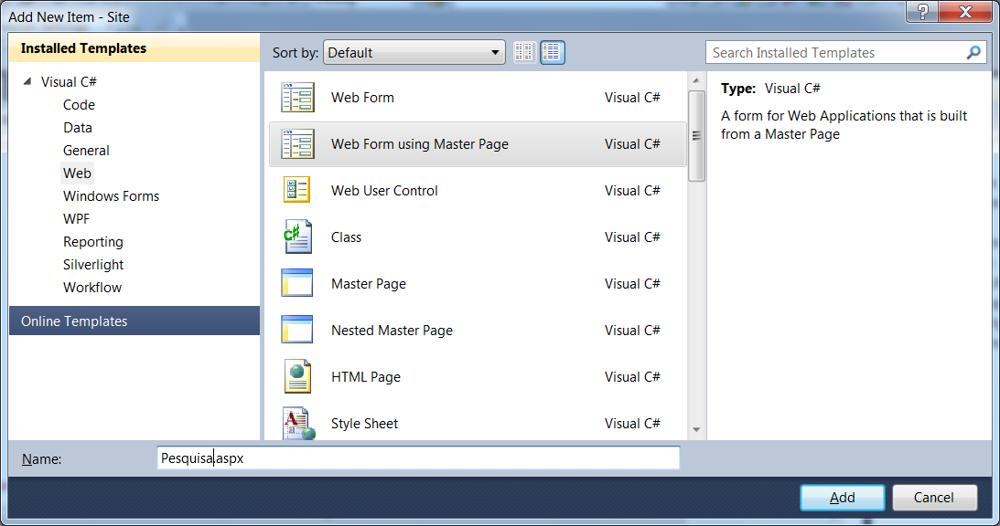 Add New Item - Site
Installed Templates
Visual C#
Code
Data
General
Web
Windows Forms
WPF
Reporting
Silverlight
Workflow
Online Templates
Sort by: Default
Search Installed Templates
Web Form Visual C#
Web Form using Master Page Visual C#
Web User Control Visual C#
Class Visual C#
Master Page Visual C#
Nested Master Page Visual C#
HTML Page Visual C#
Style Sheet Visual C#
Type: Visual C#
A form for Web Applications that is built
from a Master Page
Name: Pesquisa.aspx
Add Cancel